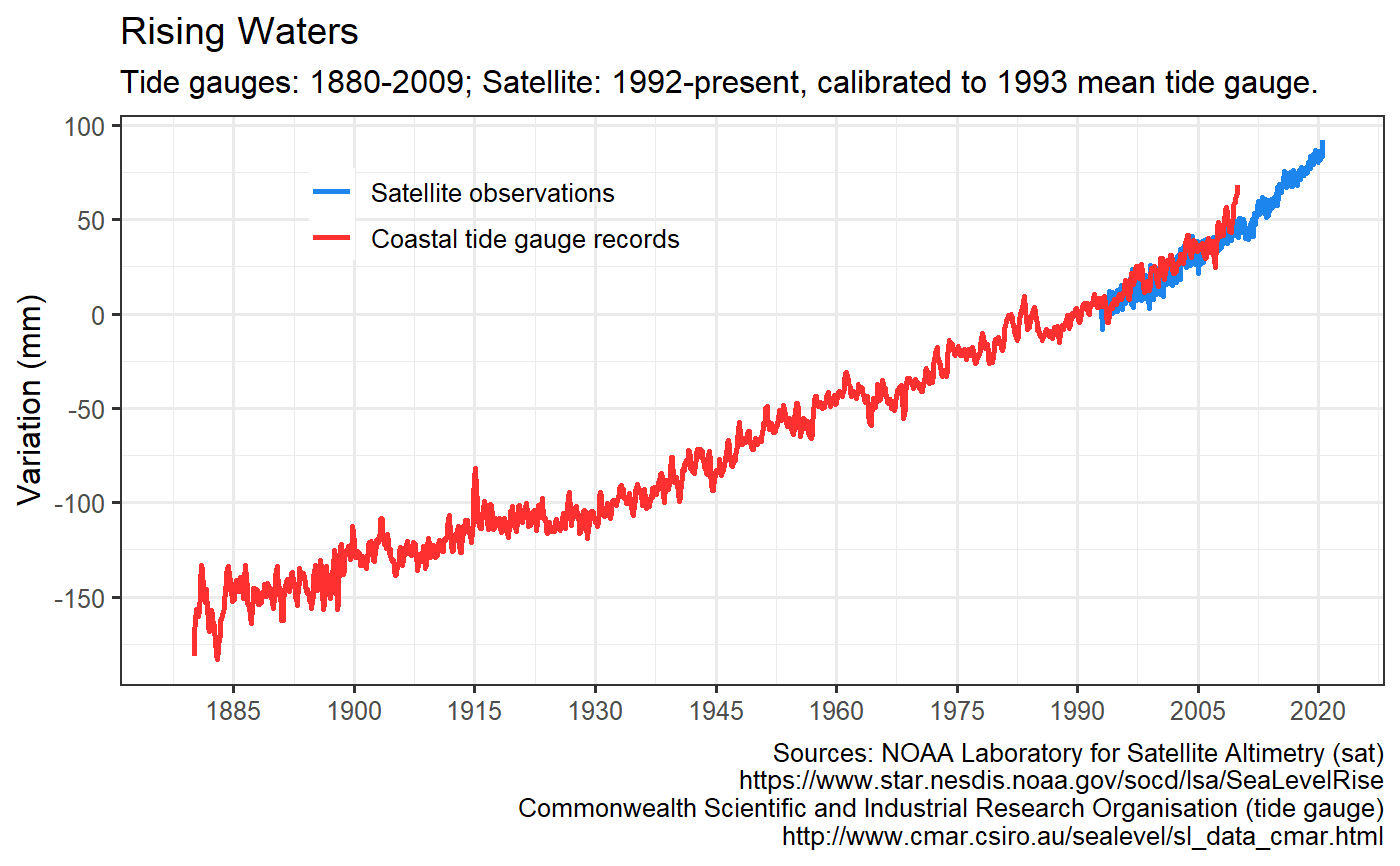 Rising Waters
Tide gauges: 1880-2009; Satellite: 1992-present, calibrated to 1993 mean tide gauge.
Variation (mm)
100
50
0
-50
-100
-150
Satellite observations
Coastal tide gauge records
1885 1900 1915 1930 1945 1960 1975 1990 2005 2020
Sources: NOAA Laboratory for Satellite Altimetry (sat)
https://www.star.nesdis.noaa.gov/socd/lsa/SeaLevelRise
Commonwealth Scientific and Industrial Research Organisation (tide gauge)
http://www.cmar.csiro.au/sealevel/sl_data_cmar.html